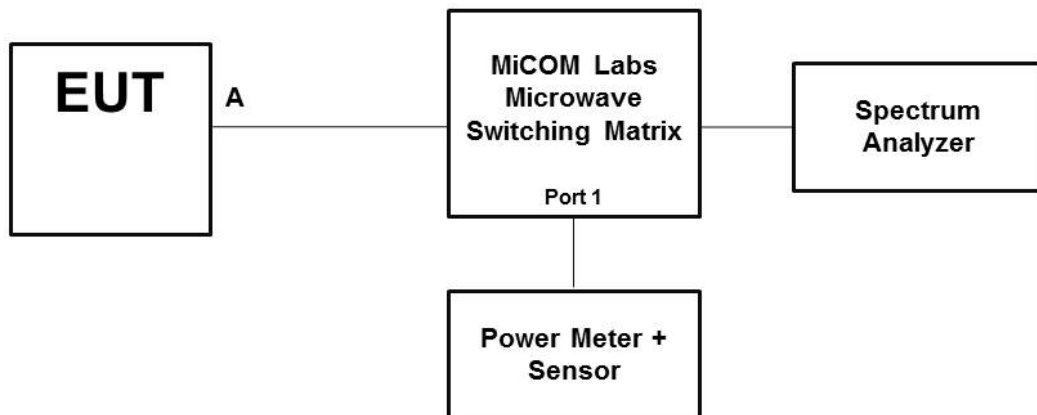 EUT
A
MiCOM Labs
Microwave
Switching Matrix
Port 1
Spectrum
Analyzer
Power Meter +
Sensor